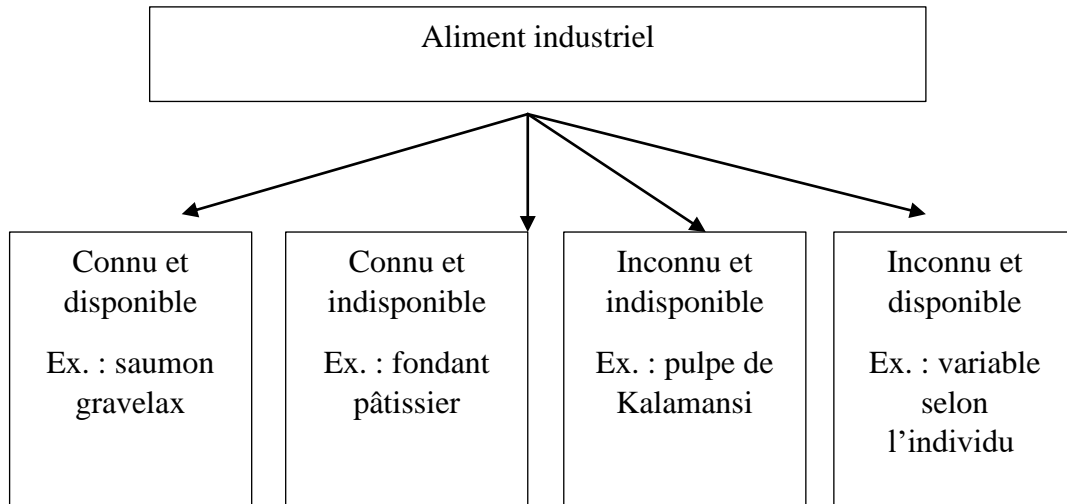 Aliment industriel
Connu et
disponible
Ex. : saumon
gravelax
Connu et
indisponible
Ex. : fondant
pâtissier
Inconnu et
indisponible
Ex. : pulpe de
Kalamansi
Inconnu et
disponible
Ex. : variable
selon
l’individu